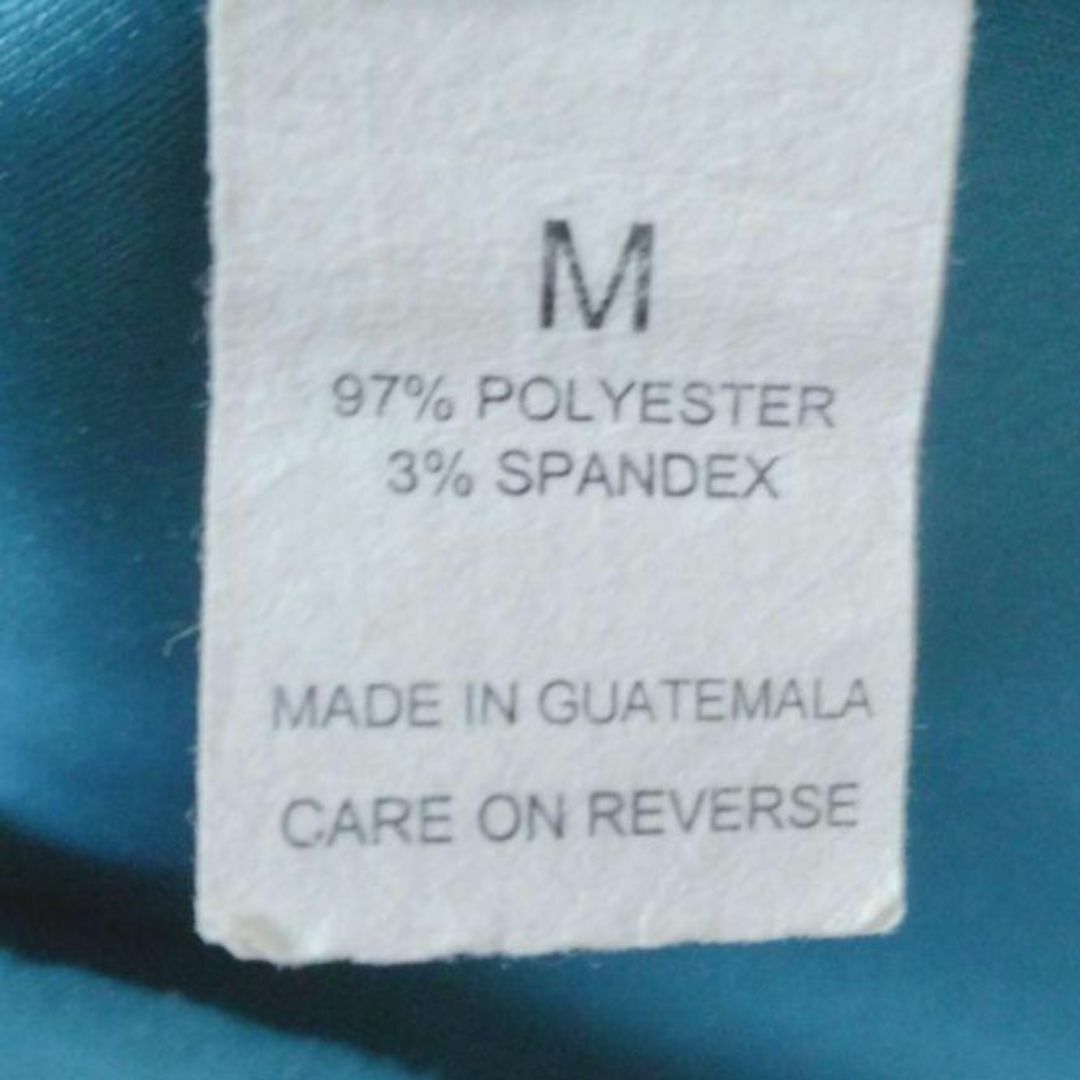 M
97% POLYESTER
3% SPANDEX
MADE IN GUATEMALA
CARE ON REVERSE